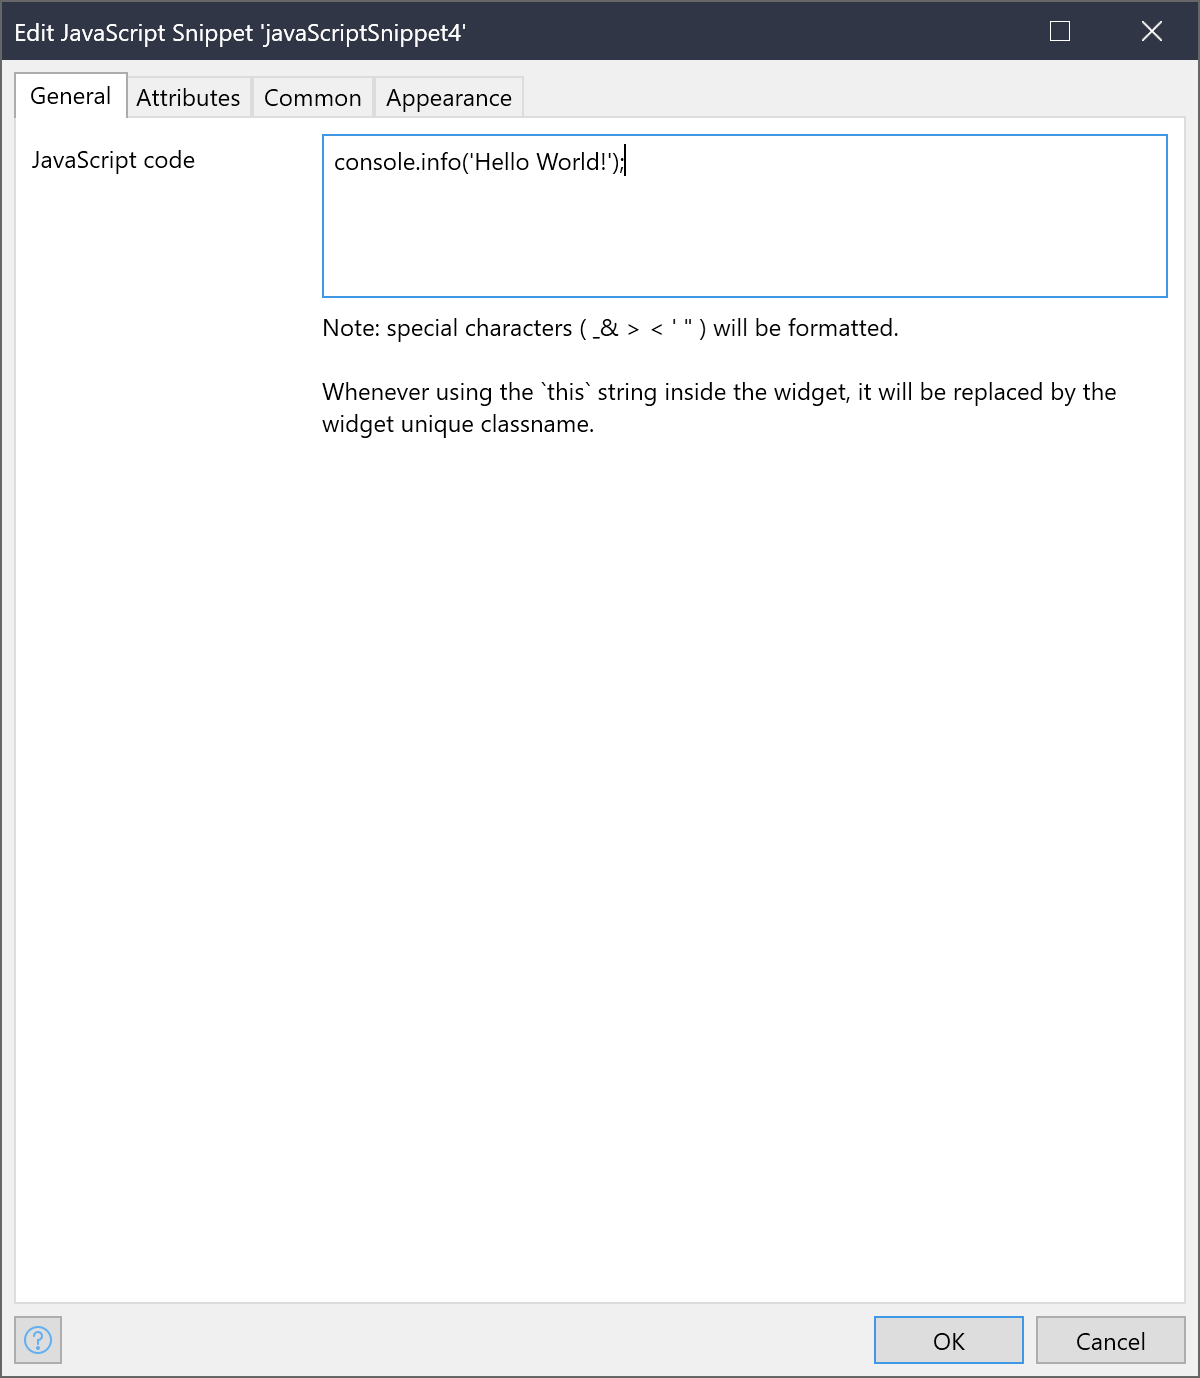 Edit JavaScript Snippet 'javaScriptSnippet4'
General Attributes Common Appearance
JavaScript code
console.info('Hello World!');
Note: special characters ( _& > < ' " ) will be formatted.
Whenever using the `this` string inside the widget, it will be replaced by the
widget unique classname.
?
OK Cancel